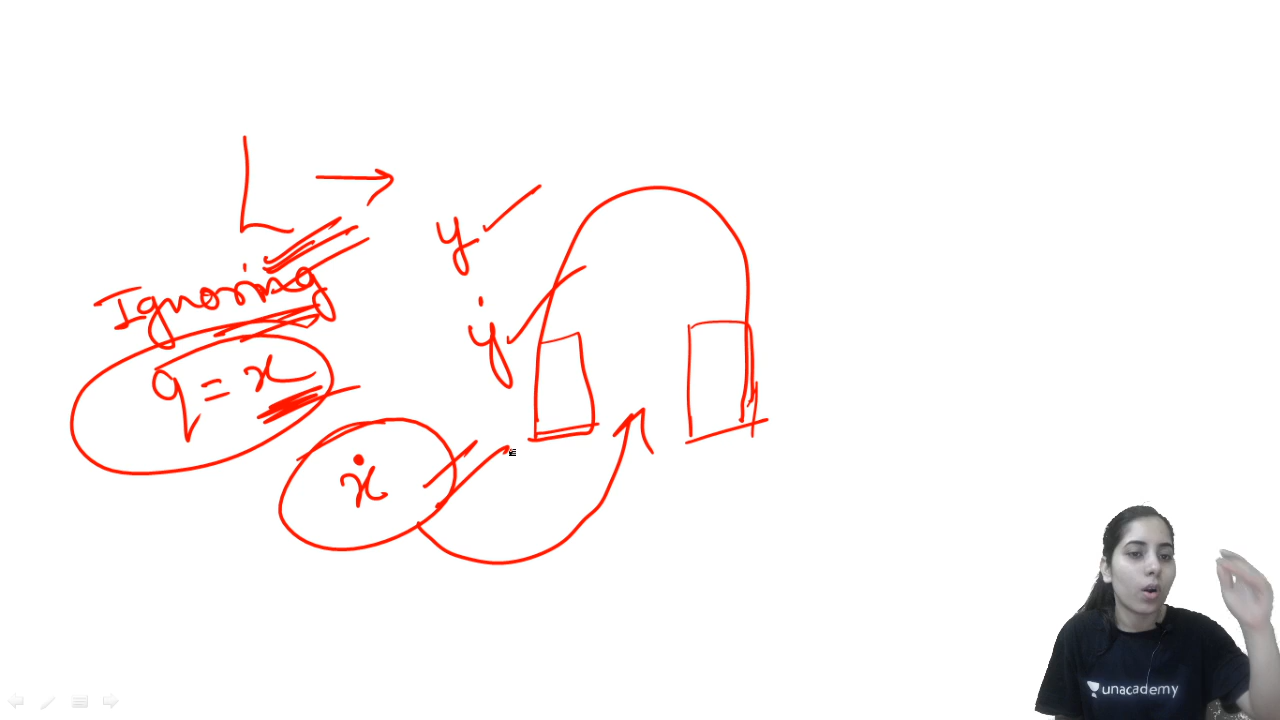 L →
y ✓
Ignoring
ẏ ✓
q = x
ẋ
unacademy